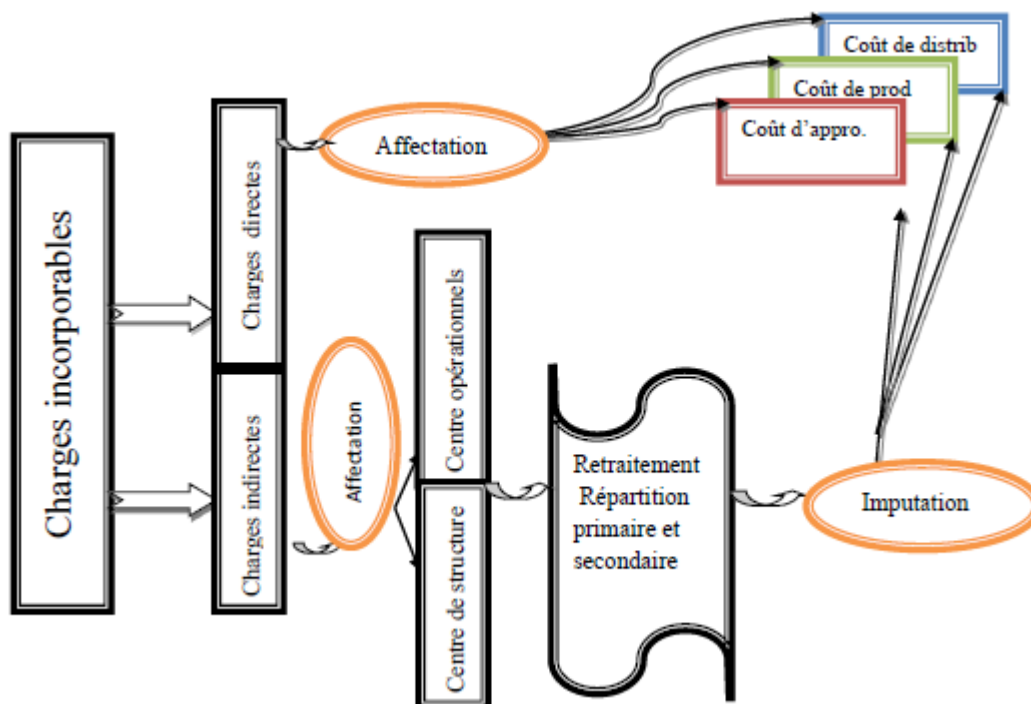 Charges incorporables
Charges directes
Charges indirectes
Affectation
Affectation
Centre opérationnels
Centre de structure
Retraitement
Répartition
primaire et
secondaire
Imputation
Coût de distrib
Coût de prod
Coût d'appro.